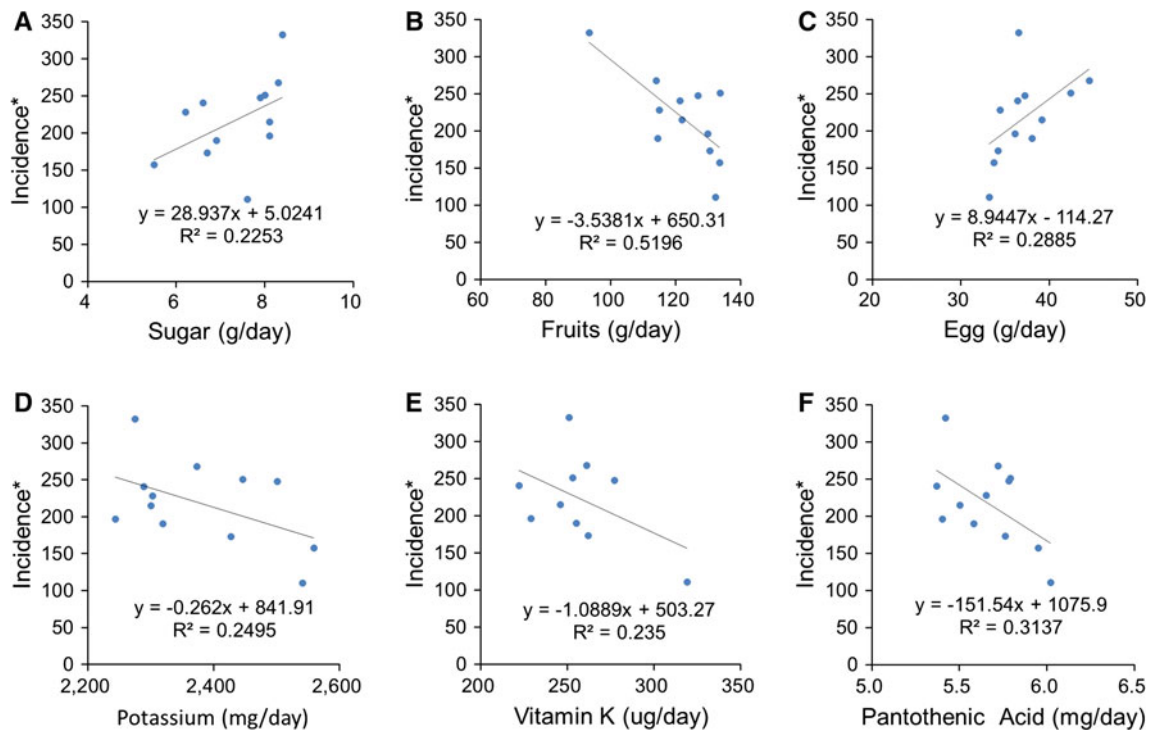 A
350
300
250
200
150
100
50
0
Incidence*
y = 28.937x + 5.0241
R² = 0.2253
4 6 8 10
Sugar (g/day)
B
350
300
250
200
150
100
50
0
incidence*
y = -3.5381x + 650.31
R² = 0.5196
60 80 100 120 140
Fruits (g/day)
C
350
300
250
200
150
100
50
0
Incidence*
y = 8.9447x - 114.27
R² = 0.2885
20 30 40 50
Egg (g/day)
D
350
300
250
200
150
100
50
0
Incidence*
y = -0.262x + 841.91
R² = 0.2495
2,200 2,400 2,600
Potassium (mg/day)
E
350
300
250
200
150
100
50
0
Incidence*
y = -1.0889x + 503.27
R² = 0.235
200 250 300 350
Vitamin K (ug/day)
F
350
300
250
200
150
100
50
0
Incidence*
y = -151.54x + 1075.9
R² = 0.3137
5.0 5.5 6.0 6.5
Pantothenic Acid (mg/day)